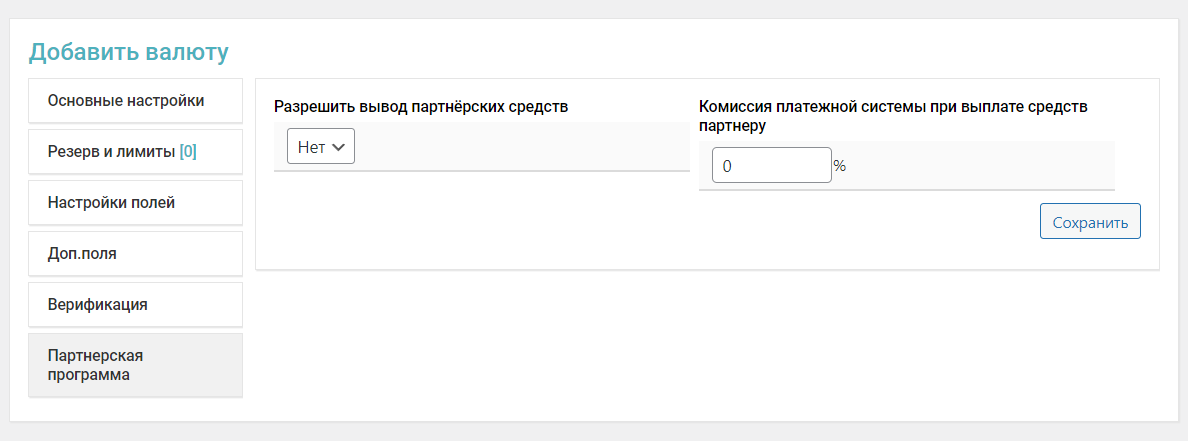 Добавить валюту
Основные настройки
Резерв и лимиты [0]
Настройки полей
Доп.поля
Верификация
Партнерская
программа
Разрешить вывод партнёрских средств
Нет
Комиссия платежной системы при выплате средств
партнеру
0 %
Сохранить